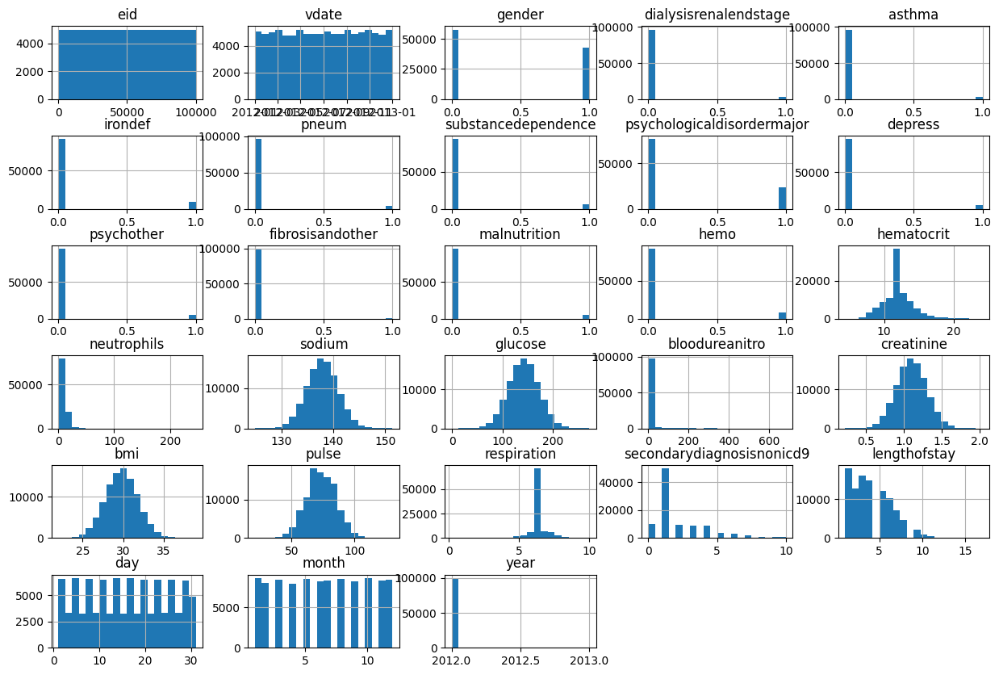 eid vdate gender dialysisrenalendstage asthma
4000 2000 0 4000 2000 0 50000 25000 0 100000 50000 0 100000 50000 0
0 50000 100000 0.0 0.5 1.0 0.0 0.5 1.0 0.0 0.5 1.0
irondef pneum substancedependence psychologicaldisordermajor depress
50000 0 100000 50000 0 50000 0 50000 0 50000 0
0.0 0.5 1.0 0.0 0.5 1.0 0.0 0.5 1.0 0.0 0.5 1.0 0.0 0.5 1.0
psychother fibrosisandother malnutrition hemo hematocrit
50000 0 100000 50000 0 50000 0 50000 0 20000 0
0.0 0.5 1.0 0.0 0.5 1.0 0.0 0.5 1.0 0.0 0.5 1.0 10 20
neutrophils sodium glucose bloodureanitro creatinine
50000 0 10000 0 10000 0 100000 50000 0 10000 0
0 100 200 130 140 150 0 100 200 0 200 400 600 0.5 1.0 1.5 2.0
bmi pulse respiration secondarydiagnosisnonicd9 lengthofstay
10000 0 10000 0 50000 25000 0 40000 20000 0 10000 0
25 30 35 50 100 0 5 10 0 5 10 5 10 15
day month year
5000 2500 0 5000 0 100000 50000 0
0 10 20 30 5 10 2012.0 2012.5 2013.0